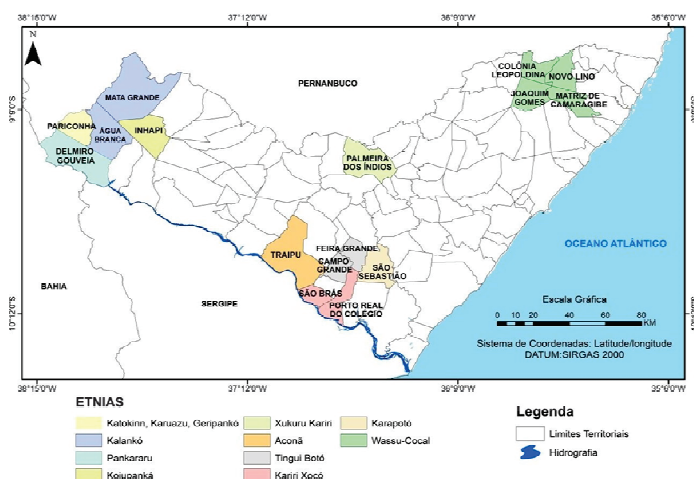 38°15'0"W 37°12'0"W 36°9'0"W 35°6'0"W
N
PERNANBUCO
COLÔNIA
LEOPOLDINA
NOVO LINO
JOAQUIM
GOMES
MATRIZ DE
CAMARAGIBE
MATA GRANDE
PARICONHA
ÁGUA
BRANCA
INHAPI
DELMIRO
GOUVEIA
PALMEIRA
DOS ÍNDIOS
OCEANO ATLÂNTICO
FEIRA GRANDE
TRAIPU
CAMPO
GRANDE
SÃO
SEBASTIÃO
SÃO BRÁS
PORTO REAL
DO COLEGIO
BAHIA
SERGIPE
Escala Gráfica
0 10 20 40 60 80
KM
Sistema de Coordenadas: Latitude/longitude
DATUM:SIRGAS 2000
10°12'0"S
38°15'0"W 37°12'0"W 36°9'0"W 35°6'0"W
ETNIAS
Katokinn, Karuazu, Geripankó
Kalankó
Pankararu
Koiupanká
Xukuru Kariri
Aconã
Tingui Botó
Kariri Xocó
Karapotó
Wassu-Cocal
Legenda
Limites Territoriais
Hidrografia